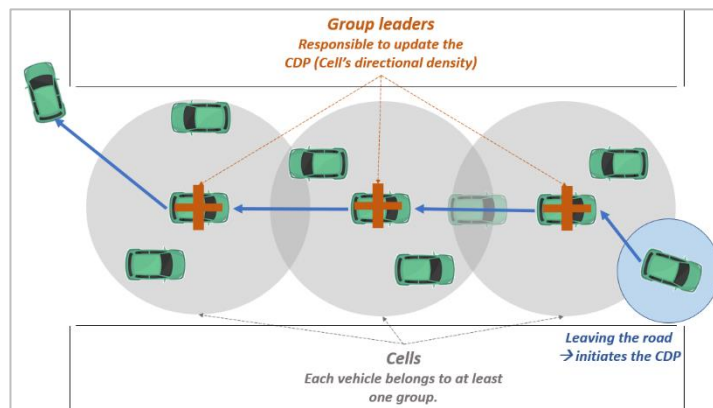 Group leaders
Responsible to update the
CDP (Cell's directional density)
Leaving the road
→ initiates the CDP
Cells
Each vehicle belongs to at least
one group.